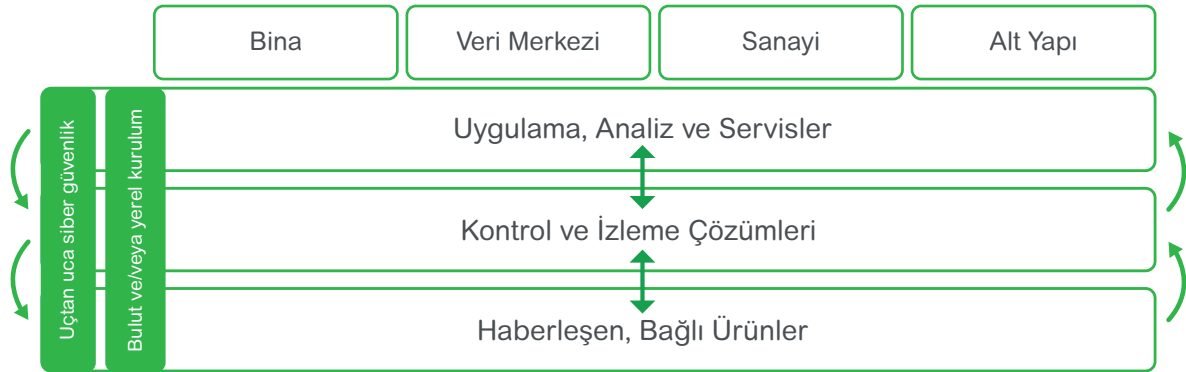 Bina
Veri Merkezi
Sanayi
Alt Yapı
Uçtan uca siber güvenlik
Bulut ve/veya yerel kurulum
Uygulama, Analiz ve Servisler
Kontrol ve İzleme Çözümleri
Haberleşen, Bağlı Ürünler